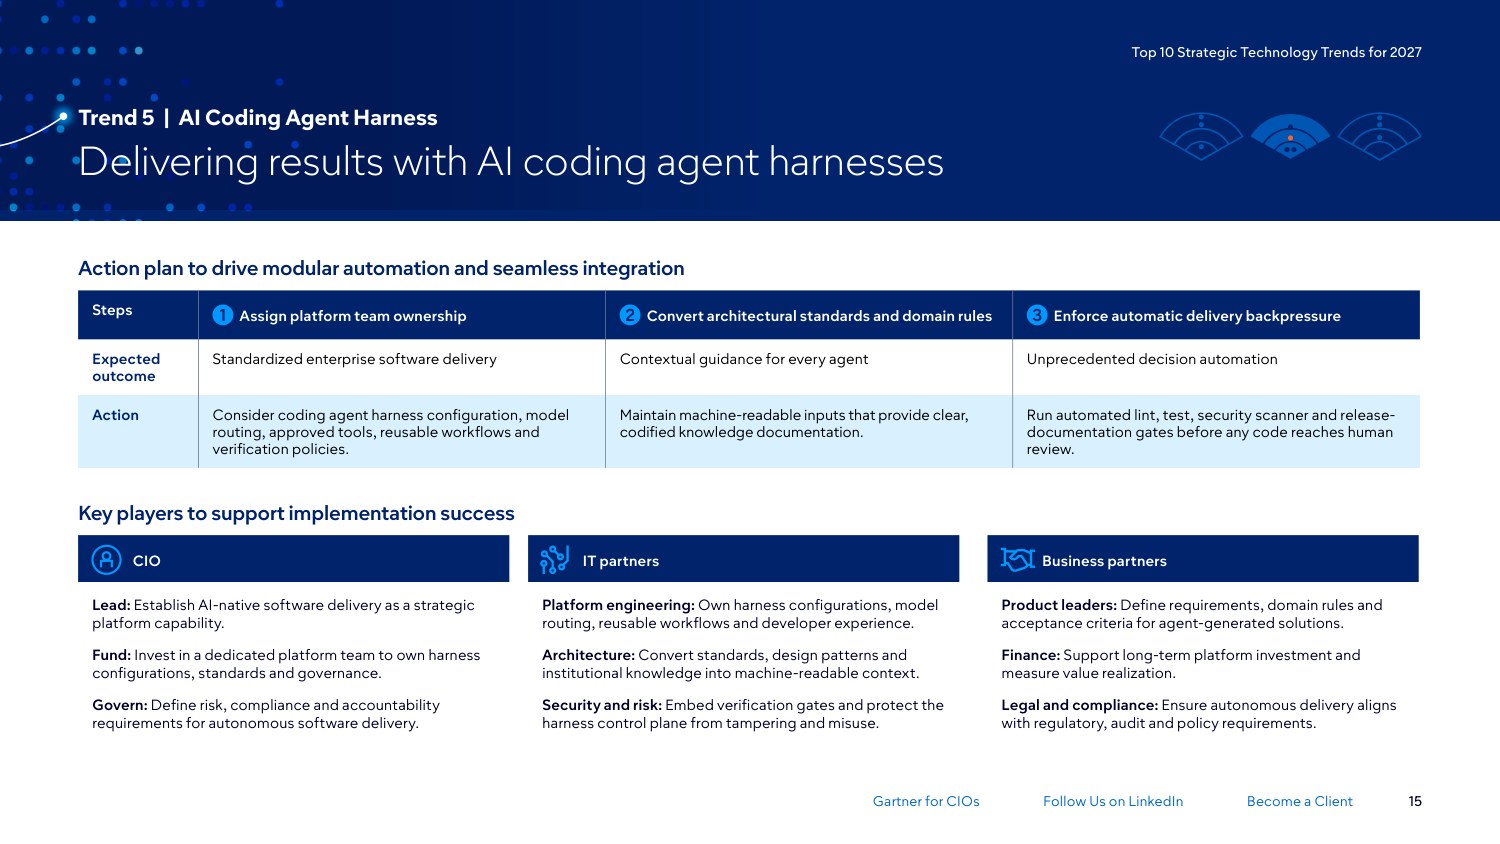 Top 10 Strategic Technology Trends for 2027
Trend 5 | AI Coding Agent Harness
Delivering results with AI coding agent harnesses
Action plan to drive modular automation and seamless integration
Steps
1 Assign platform team ownership
2 Convert architectural standards and domain rules
3 Enforce automatic delivery backpressure
Expected
outcome
Standardized enterprise software delivery
Contextual guidance for every agent
Unprecedented decision automation
Action
Consider coding agent harness configuration, model
routing, approved tools, reusable workflows and
verification policies.
Maintain machine-readable inputs that provide clear,
codified knowledge documentation.
Run automated lint, test, security scanner and release-
documentation gates before any code reaches human
review.
Key players to support implementation success
CIO
Lead: Establish AI-native software delivery as a strategic
platform capability.
Fund: Invest in a dedicated platform team to own harness
configurations, standards and governance.
Govern: Define risk, compliance and accountability
requirements for autonomous software delivery.
IT partners
Platform engineering: Own harness configurations, model
routing, reusable workflows and developer experience.
Architecture: Convert standards, design patterns and
institutional knowledge into machine-readable context.
Security and risk: Embed verification gates and protect the
harness control plane from tampering and misuse.
Business partners
Product leaders: Define requirements, domain rules and
acceptance criteria for agent-generated solutions.
Finance: Support long-term platform investment and
measure value realization.
Legal and compliance: Ensure autonomous delivery aligns
with regulatory, audit and policy requirements.
Gartner for CIOs
Follow Us on LinkedIn
Become a Client
15